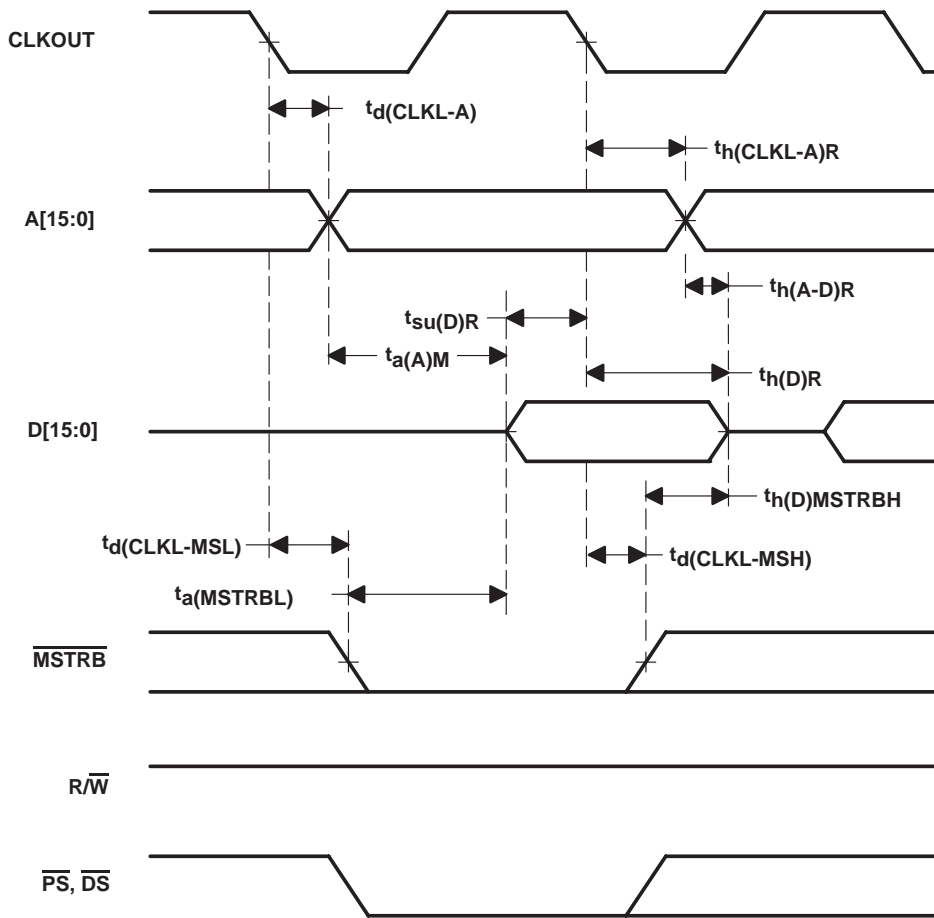 CLKOUT
td(CLKL-A)
th(CLKL-A)R
A[15:0]
th(A-D)R
tsu(D)R
ta(A)M
th(D)R
D[15:0]
th(D)MSTRBH
td(CLKL-MSL)
td(CLKL-MSH)
ta(MSTRBL)
MSTRB
R/W
PS, DS